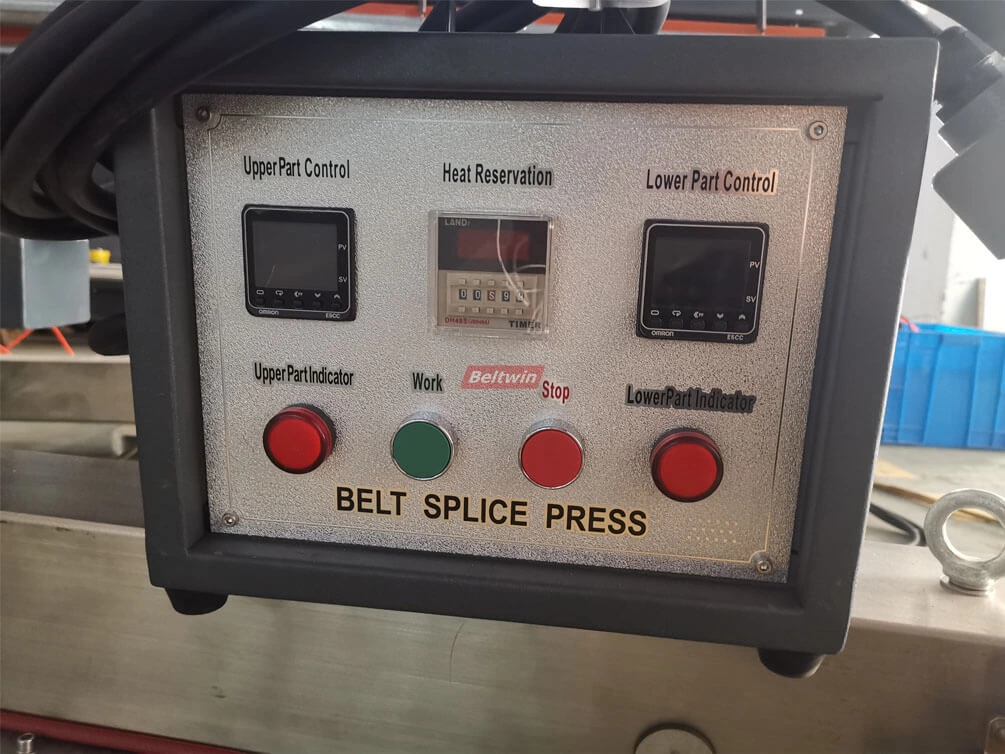 Upper Part Control
Heat Reservation
Lower Part Control
PV
SV
OMRON
E5CC
TIMER
PV
SV
OMRON
E5CC
Upper Part Indicator
Work
Beltwin
Stop
Lower Part Indicator
BELT SPLICE PRESS